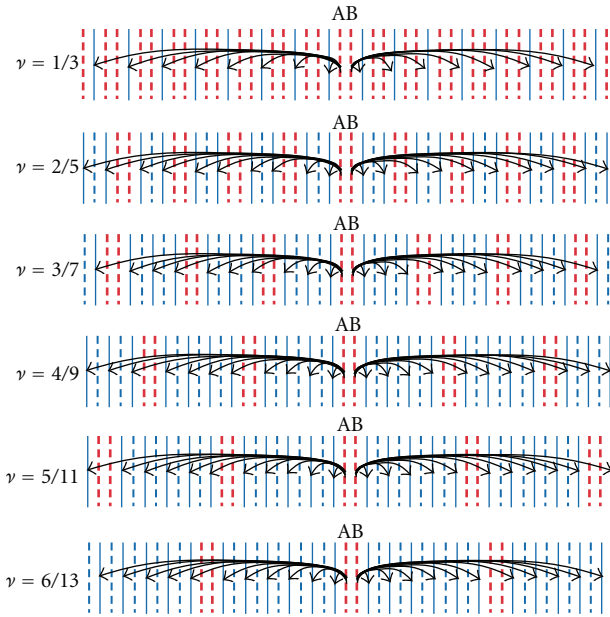 AB
ν = 1/3
AB
ν = 2/5
AB
ν = 3/7
AB
ν = 4/9
AB
ν = 5/11
AB
ν = 6/13